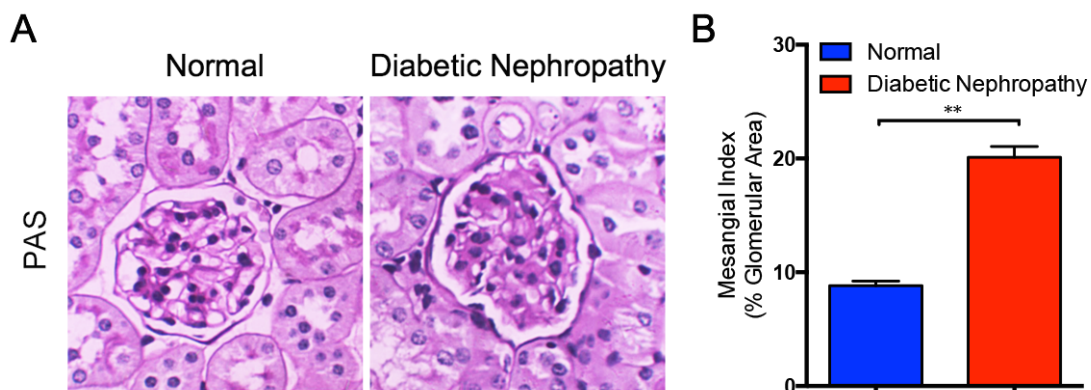 A
Normal
Diabetic Nephropathy
PAS
B
Normal
Diabetic Nephropathy
**
Mesangial Index
(% Glomerular Area)
30
20
10
0